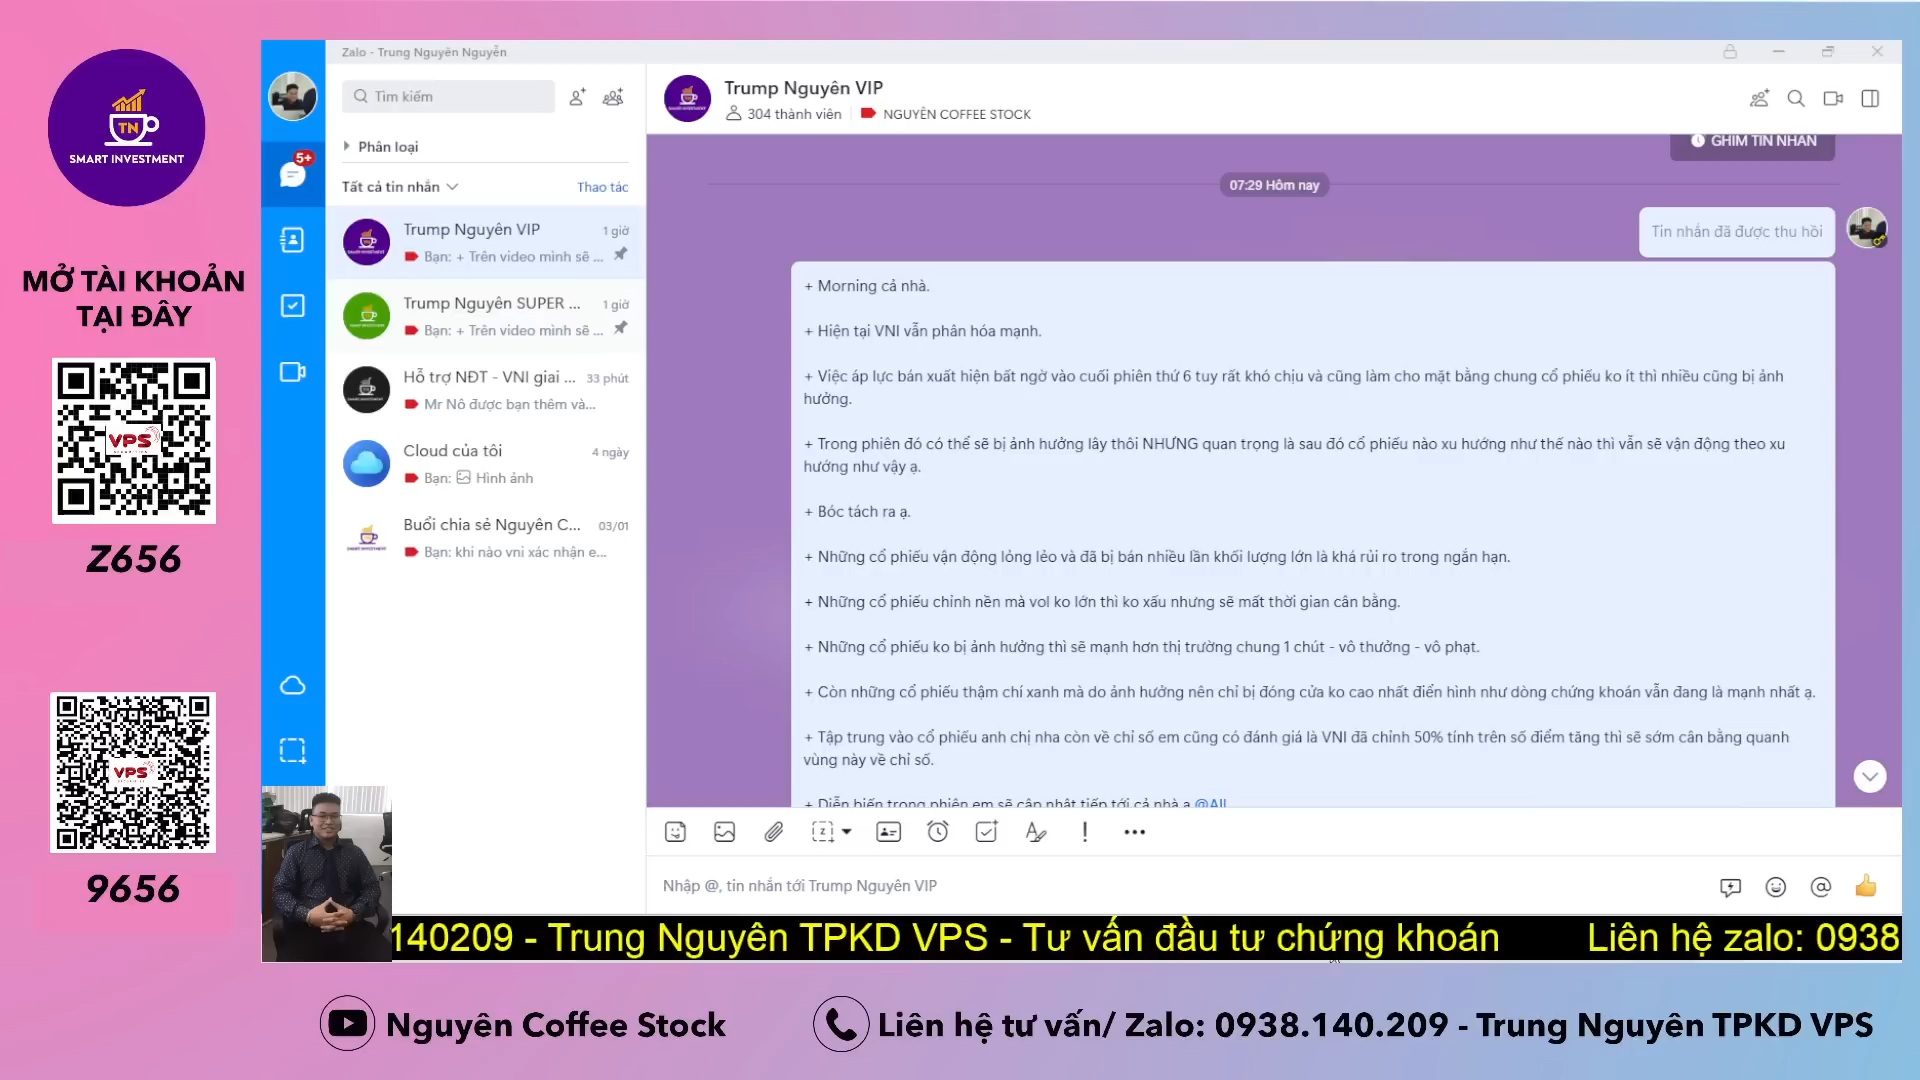 TN
SMART INVESTMENT
MỞ TÀI KHOẢN
TẠI ĐÂY
VPS
Z656
VPS
9656
Zalo - Trung Nguyên Nguyễn
Tìm kiếm
5+
Phân loại
Tất cả tin nhắn
Thao tác
Trump Nguyên VIP
1 giờ
Bạn: + Trên video mình sẽ ...
Trump Nguyên SUPER ...
1 giờ
Bạn: + Trên video mình sẽ ...
Hỗ trợ NĐT - VNI giai ...
33 phút
Mr Nô được bạn thêm và...
Cloud của tôi
4 ngày
Bạn: Hình ảnh
Buổi chia sẻ Nguyên C...
03/01
Bạn: khi nào vni xác nhận e...
Trump Nguyên VIP
304 thành viên
NGUYÊN COFFEE STOCK
GHIM TIN NHẮN
07:29 Hôm nay
Tin nhắn đã được thu hồi
+ Morning cả nhà.
+ Hiện tại VNI vẫn phân hóa mạnh.
+ Việc áp lực bán xuất hiện bất ngờ vào cuối phiên thứ 6 tuy rất khó chịu và cũng làm cho mặt bằng chung cổ phiếu ko ít thì nhiều cũng bị ảnh
hưởng.
+ Trong phiên đó có thể sẽ bị ảnh hưởng lây thôi NHƯNG quan trọng là sau đó cổ phiếu nào xu hướng như thế nào thì vẫn sẽ vận động theo xu
hướng như vậy ạ.
+ Bóc tách ra ạ.
+ Những cổ phiếu vận động lỏng lẻo và đã bị bán nhiều lần khối lượng lớn là khá rủi ro trong ngắn hạn.
+ Những cổ phiếu chỉnh nền mà vol ko lớn thì ko xấu nhưng sẽ mất thời gian cân bằng.
+ Những cổ phiếu ko bị ảnh hưởng thì sẽ mạnh hơn thị trường chung 1 chút - vô thưởng - vô phạt.
+ Còn những cổ phiếu thậm chí xanh mà do ảnh hưởng nên chỉ bị đóng cửa ko cao nhất điển hình như dòng chứng khoán vẫn đang là mạnh nhất ạ.
+ Tập trung vào cổ phiếu anh chị nha còn về chỉ số em cũng có đánh giá là VNI đã chỉnh 50% tính trên số điểm tăng thì sẽ sớm cân bằng quanh
vùng này về chỉ số.
+ Diễn biến trong phiên em sẽ cập nhật tiếp tới cả nhà ạ @All
Nhập @, tin nhắn tới Trump Nguyên VIP
140209 - Trung Nguyên TPKD VPS - Tư vấn đầu tư chứng khoán Liên hệ zalo: 0938
Nguyên Coffee Stock
Liên hệ tư vấn/ Zalo: 0938.140.209 - Trung Nguyên TPKD VPS